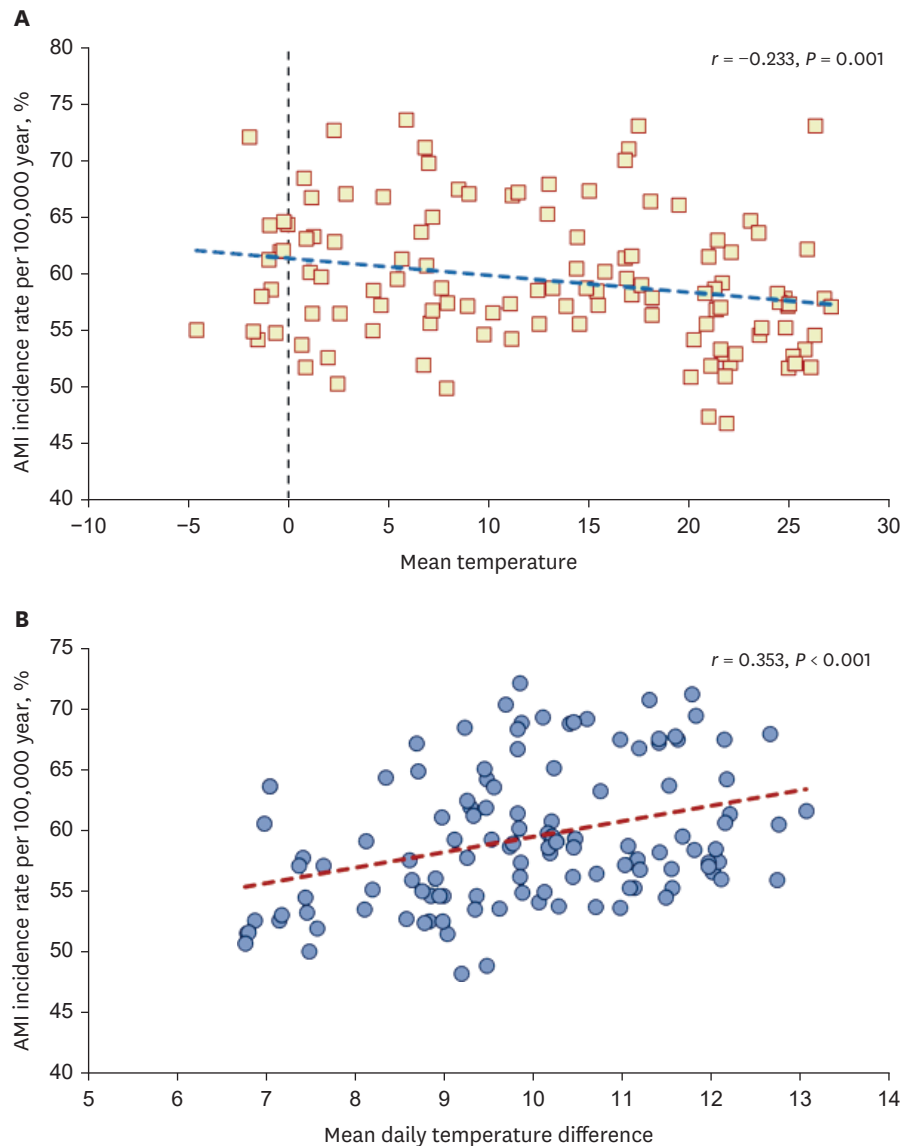 A
80
r = −0.233, P = 0.001
75
70
65
60
55
50
45
40
AMI incidence rate per 100,000 year, %
−10 −5 0 5 10 15 20 25 30
Mean temperature
B
75
r = 0.353, P < 0.001
70
65
60
55
50
45
40
AMI incidence rate per 100,000 year, %
5 6 7 8 9 10 11 12 13 14
Mean daily temperature difference